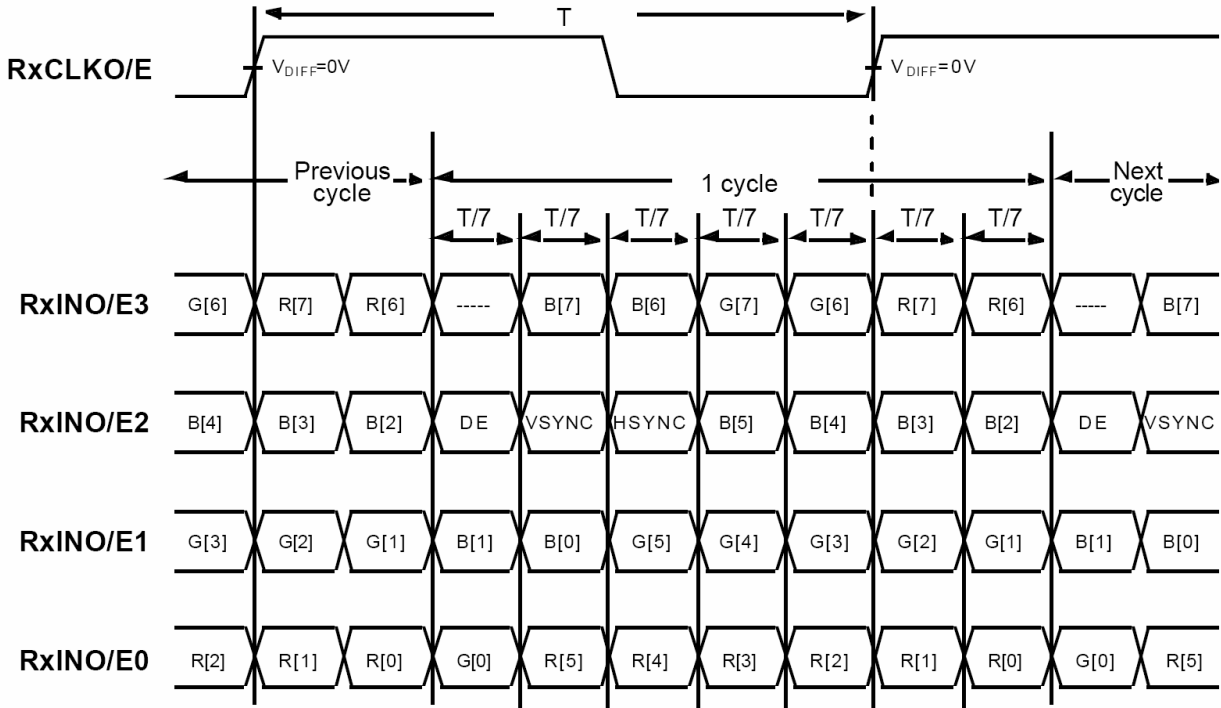 T
RxCLKO/E VDIFF=0V VDIFF=0V
Previous cycle 1 cycle Next cycle
T/7 T/7 T/7 T/7 T/7 T/7 T/7
RxINO/E3 G[6] R[7] R[6] ----- B[7] B[6] G[7] G[6] R[7] R[6] ----- B[7]
RxINO/E2 B[4] B[3] B[2] DE VSYNC HSYNC B[5] B[4] B[3] B[2] DE VSYNC
RxINO/E1 G[3] G[2] G[1] B[1] B[0] G[5] G[4] G[3] G[2] G[1] B[1] B[0]
RxINO/E0 R[2] R[1] R[0] G[0] R[5] R[4] R[3] R[2] R[1] R[0] G[0] R[5]